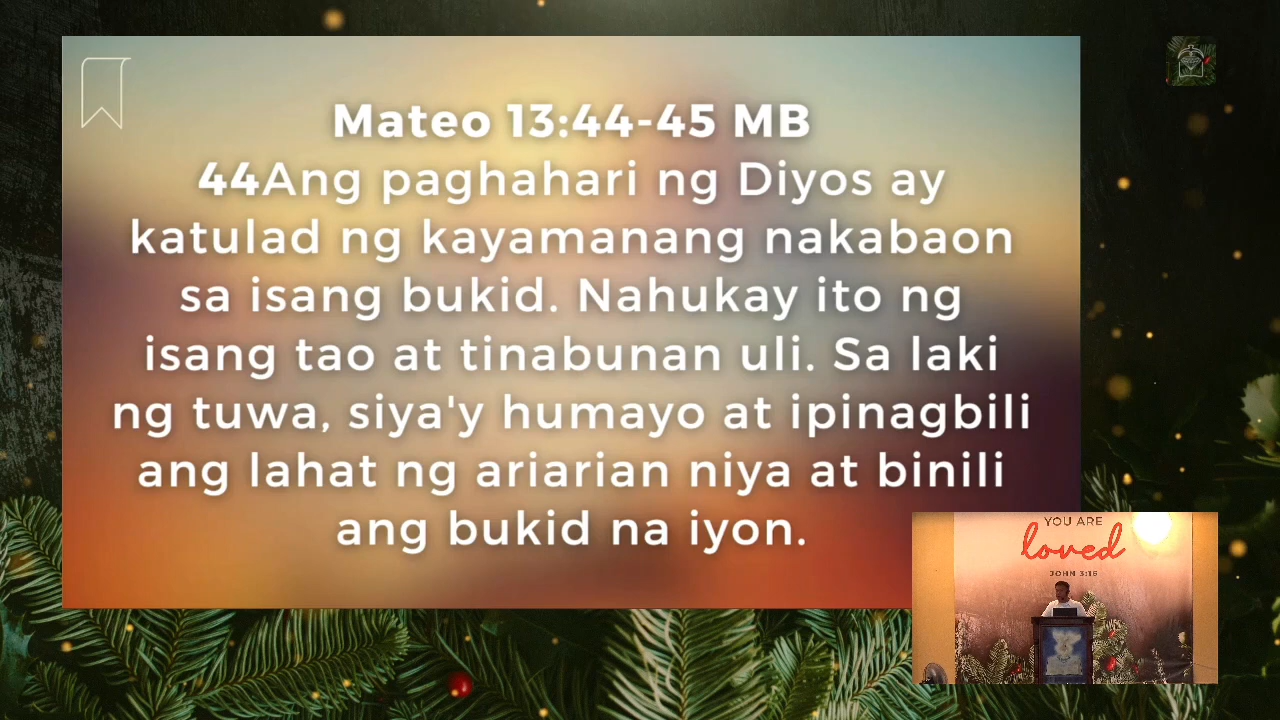 Mateo 13:44-45 MB
44Ang paghahari ng Diyos ay
katulad ng kayamanang nakabaon
sa isang bukid. Nahukay ito ng
isang tao at tinabunan uli. Sa laki
ng tuwa, siya'y humayo at ipinagbili
ang lahat ng ariarian niya at binili
ang bukid na iyon.
YOU ARE
loved
JOHN 3:16